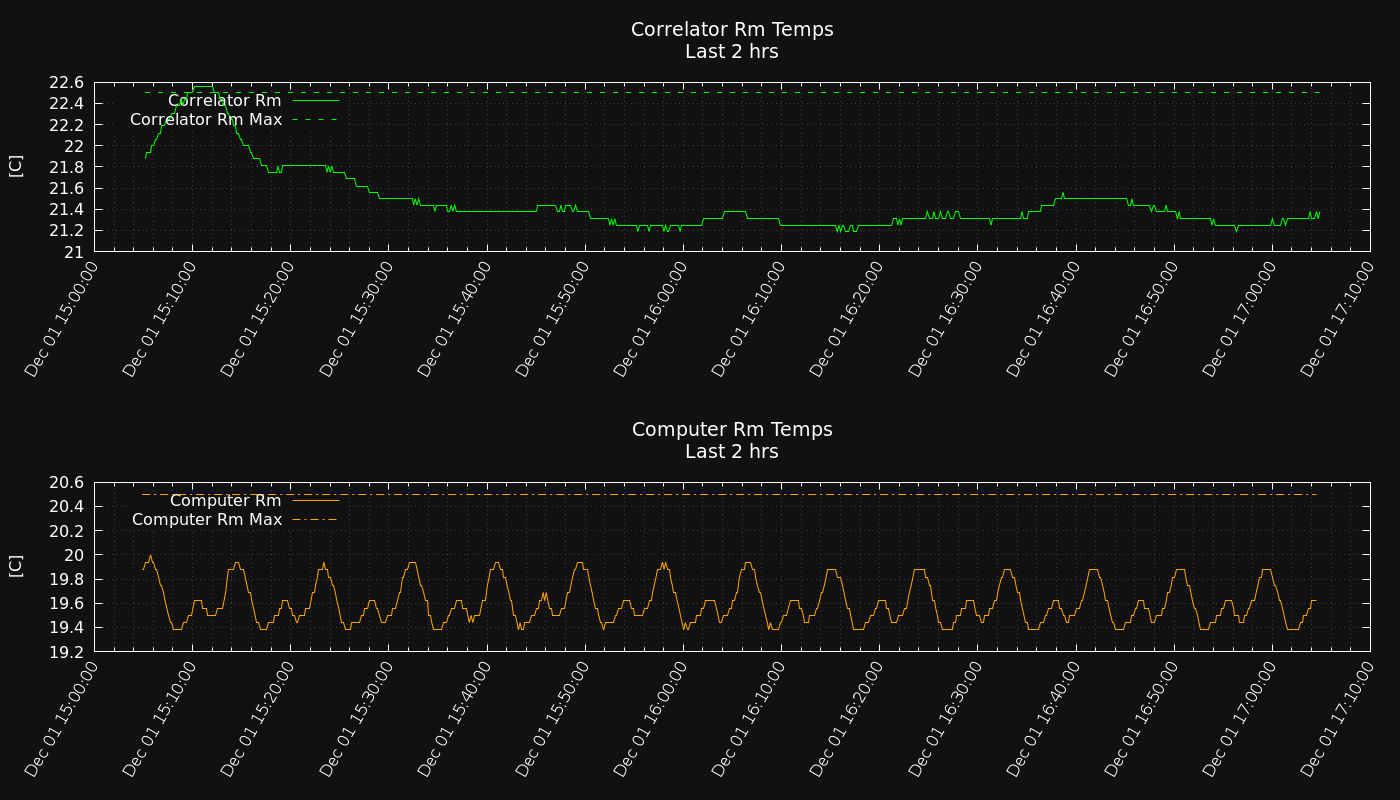 Correlator Rm Temps
Last 2 hrs
22.6
22.4
22.2
22
21.8
21.6
21.4
21.2
21
[C]
Correlator Rm
Correlator Rm Max
Dec 01 15:00:00
Dec 01 15:10:00
Dec 01 15:20:00
Dec 01 15:30:00
Dec 01 15:40:00
Dec 01 15:50:00
Dec 01 16:00:00
Dec 01 16:10:00
Dec 01 16:20:00
Dec 01 16:30:00
Dec 01 16:40:00
Dec 01 16:50:00
Dec 01 17:00:00
Dec 01 17:10:00
Computer Rm Temps
Last 2 hrs
20.6
20.4
20.2
20
19.8
19.6
19.4
19.2
[C]
Computer Rm
Computer Rm Max
Dec 01 15:00:00
Dec 01 15:10:00
Dec 01 15:20:00
Dec 01 15:30:00
Dec 01 15:40:00
Dec 01 15:50:00
Dec 01 16:00:00
Dec 01 16:10:00
Dec 01 16:20:00
Dec 01 16:30:00
Dec 01 16:40:00
Dec 01 16:50:00
Dec 01 17:00:00
Dec 01 17:10:00